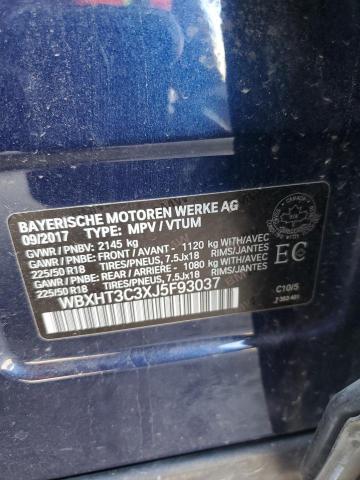 BAYERISCHE MOTOREN WERKE AG
09/2017 TYPE: MPV / VTUM
GVWR / PNBV: 2145 kg
GAWR / PNBE: FRONT / AVANT - 1120 kg WITH/AVEC
225/50 R18 TIRES/PNEUS, 7.5Jx18 RIMS/JANTES
GAWR / PNBE: REAR / ARRIERE - 1080 kg WITH/AVEC
225/50 R18 TIRES/PNEUS, 7.5Jx18 RIMS/JANTES
WBXHT3C3XJ5F93037
EC
C10/5